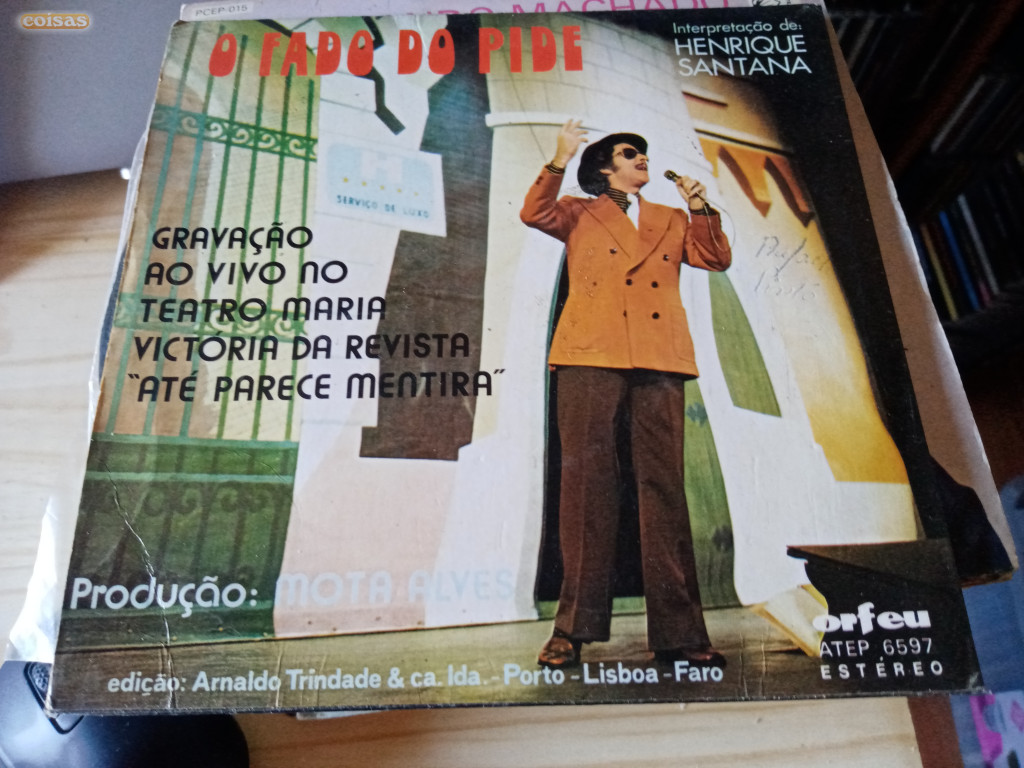 coisas
PCEP-015
MACHADO
O FADO DO PIDE
Interpretação de:
HENRIQUE
SANTANA
SERVIÇO DE LUXO
GRAVAÇÃO
AO VIVO NO
TEATRO MARIA
VICTÓRIA DA REVISTA
"ATÉ PARECE MENTIRA"
Produção: MOTA ALVES
orfeu
ATEP 6597
ESTÉREO
edição: Arnaldo Trindade & ca. lda. - Porto - Lisboa - Faro